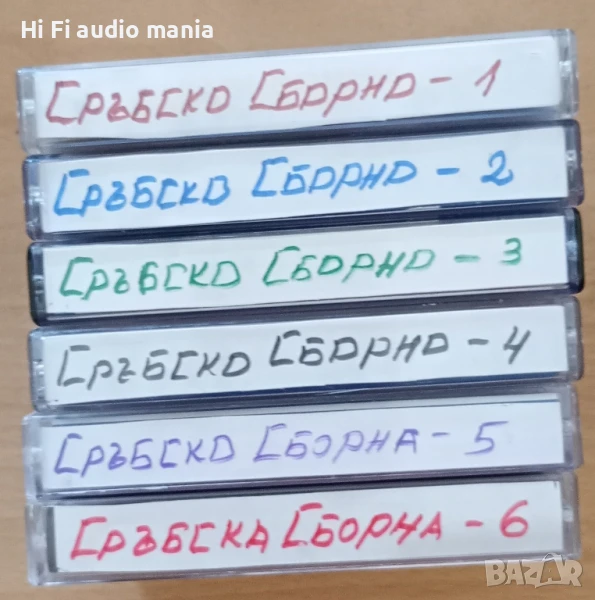 Hi Fi audio mania
СРЪБСКО СБОРНО - 1
СРЪБСКО СБОРНО - 2
СРЪБСКО СБОРНО - 3
СРЪБСКО СБОРНО - 4
СРЪБСКО СБОРНА - 5
СРЪБСКА СБОРНА - 6
BAZAR